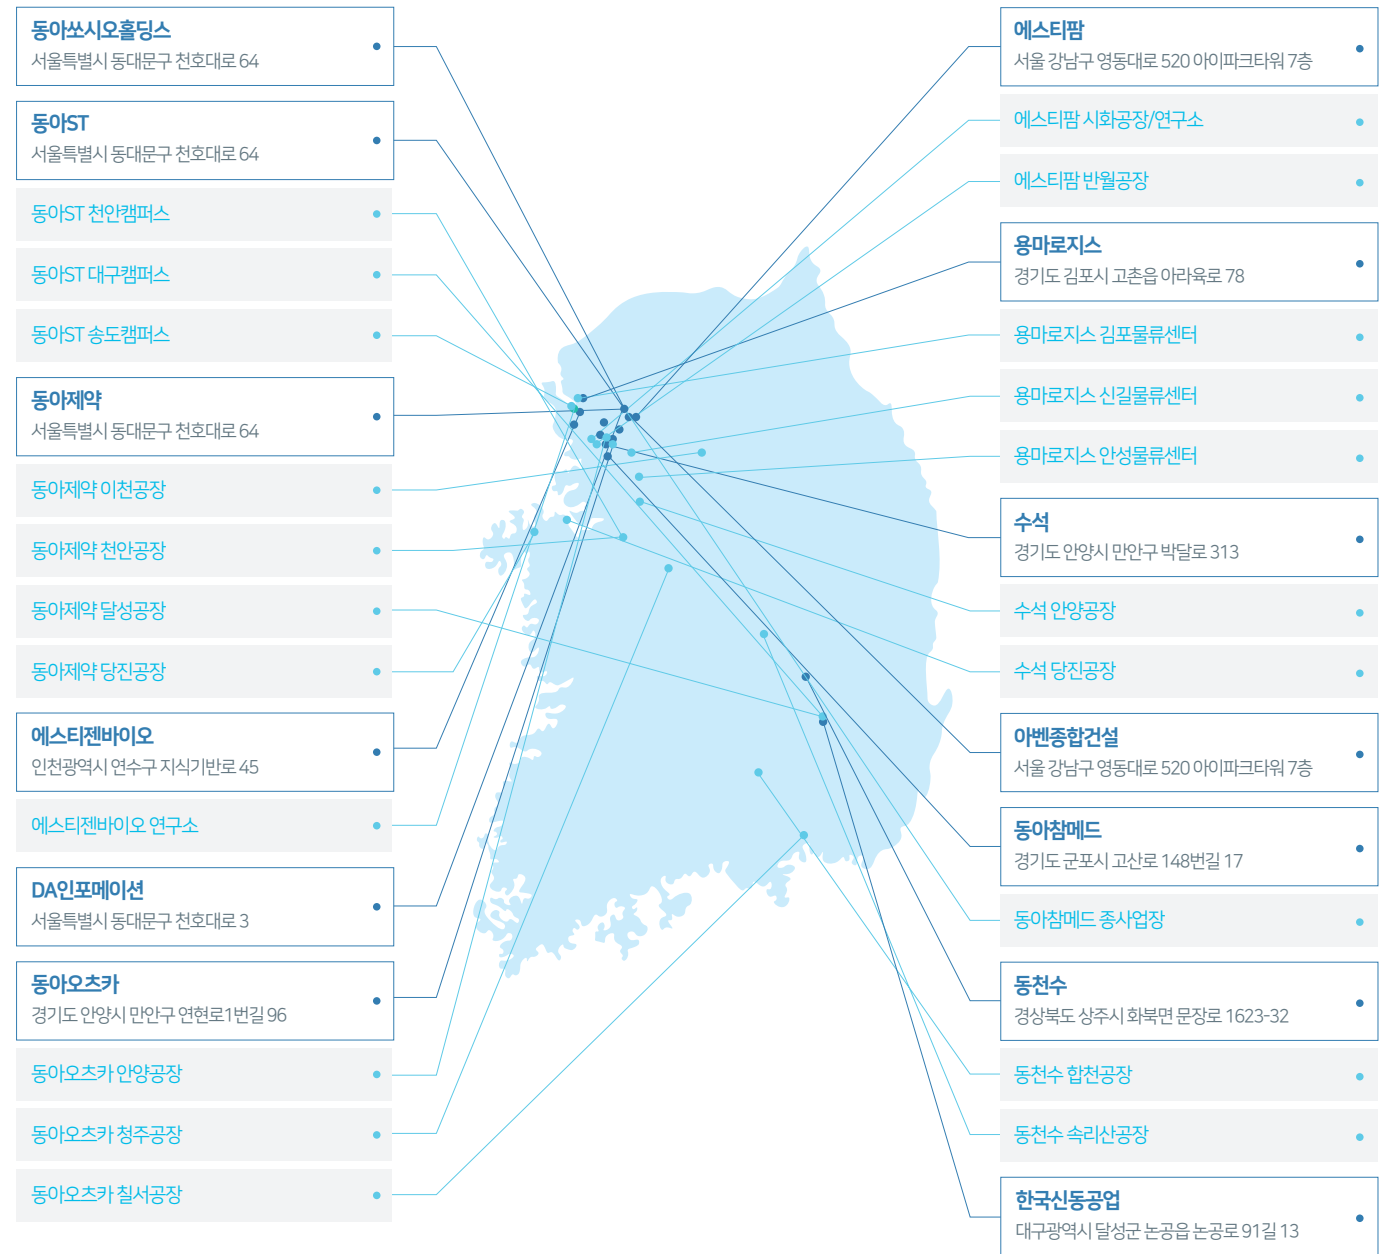 동아쏘시오홀딩스
서울특별시 동대문구 천호대로 64
동아ST
서울특별시 동대문구 천호대로 64
동아ST 천안캠퍼스
동아ST 대구캠퍼스
동아ST 송도캠퍼스
동아제약
서울특별시 동대문구 천호대로 64
동아제약 이천공장
동아제약 천안공장
동아제약 달성공장
동아제약 당진공장
에스티젠바이오
인천광역시 연수구 지식기반로 45
에스티젠바이오 연구소
DA인포메이션
서울특별시 동대문구 천호대로 3
동아오츠카
경기도 안양시 만안구 연현로1번길 96
동아오츠카 안양공장
동아오츠카 청주공장
동아오츠카 칠서공장
에스티팜
서울 강남구 영동대로 520 아이파크타워 7층
에스티팜 시화공장/연구소
에스티팜 반월공장
용마로지스
경기도 김포시 고촌읍 아라육로 78
용마로지스 김포물류센터
용마로지스 신길물류센터
용마로지스 안성물류센터
수석
경기도 안양시 만안구 박달로 313
수석 안양공장
수석 당진공장
아벤종합건설
서울 강남구 영동대로 520 아이파크타워 7층
동아참메드
경기도 군포시 고산로 148번길 17
동아참메드 종사업장
동천수
경상북도 상주시 화북면 문장로 1623-32
동천수 합천공장
동천수 속리산공장
한국신동공업
대구광역시 달성군 논공읍 논공로 91길 13